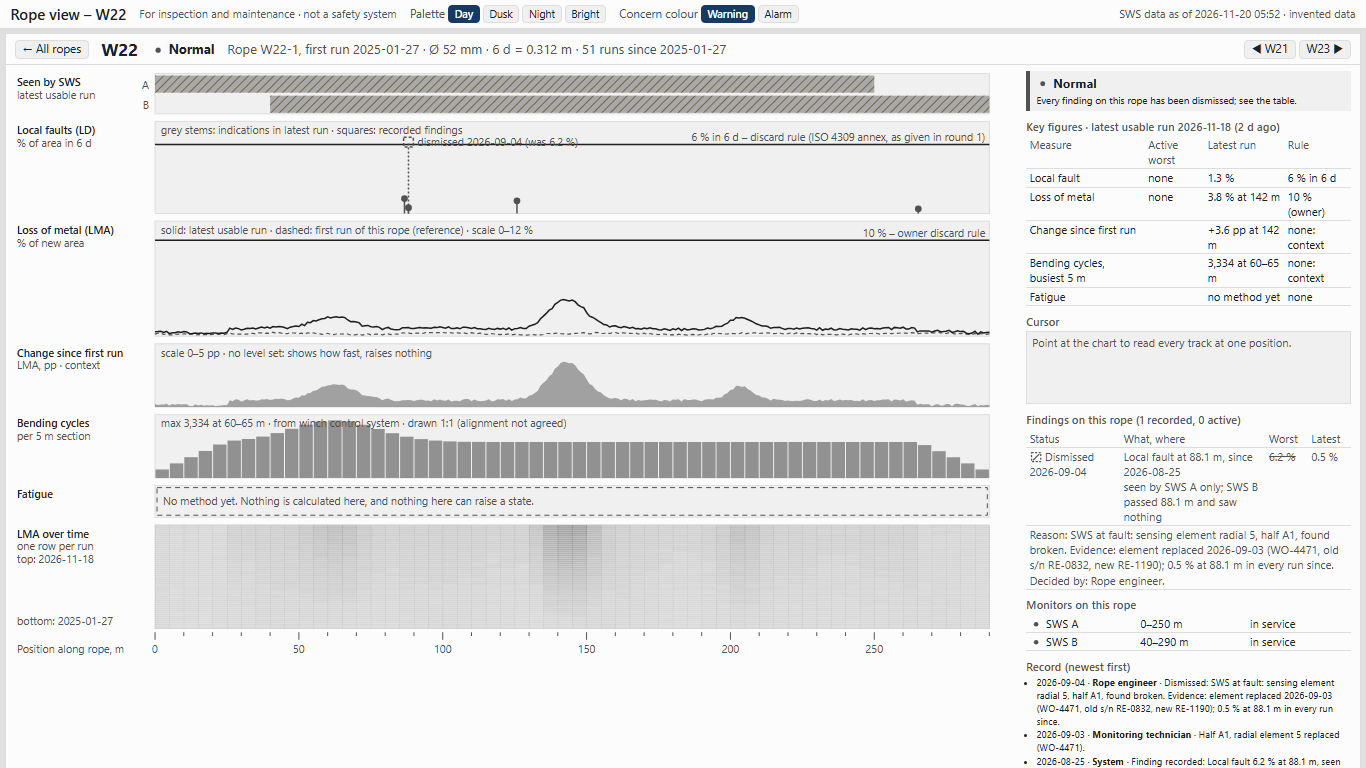 Rope view – W22
For inspection and maintenance · not a safety system
Palette Day Dusk Night Bright
Concern colour Warning Alarm
SWS data as of 2026-11-20 05:52 · invented data
← All ropes
W22
• Normal
Rope W22-1, first run 2025-01-27 · Ø 52 mm · 6 d = 0.312 m · 51 runs since 2025-01-27
◀ W21
W23 ▶
Seen by SWS
latest usable run
A
B
Local faults (LD)
% of area in 6 d
grey stems: indications in latest run · squares: recorded findings
dismissed 2026-09-04 (was 6.2 %)
6 % in 6 d – discard rule (ISO 4309 annex, as given in round 1)
Loss of metal (LMA)
% of new area
solid: latest usable run · dashed: first run of this rope (reference) · scale 0–12 %
10 % – owner discard rule
Change since first run
LMA, pp · context
scale 0–5 pp · no level set: shows how fast, raises nothing
Bending cycles
per 5 m section
max 3,334 at 60–65 m · from winch control system · drawn 1:1 (alignment not agreed)
Fatigue
No method yet. Nothing is calculated here, and nothing here can raise a state.
LMA over time
one row per run
top: 2026-11-18
bottom: 2025-01-27
Position along rope, m
0 50 100 150 200 250
• Normal
Every finding on this rope has been dismissed; see the table.
Key figures · latest usable run 2026-11-18 (2 d ago)
Measure Active worst Latest run Rule
Local fault none 1.3 % 6 % in 6 d
Loss of metal none 3.8 % at 142 m 10 % (owner)
Change since first run +3.6 pp at 142 m none: context
Bending cycles, busiest 5 m 3,334 at 60–65 m none: context
Fatigue no method yet none
Cursor
Point at the chart to read every track at one position.
Findings on this rope (1 recorded, 0 active)
Status What, where Worst Latest
Dismissed 2026-09-04
Local fault at 88.1 m, since
2026-08-25
seen by SWS A only; SWS B
passed 88.1 m and saw
nothing
6.2 % 0.5 %
Reason: SWS at fault: sensing element radial 5, half A1, found
broken. Evidence: element replaced 2026-09-03 (WO-4471, old
s/n RE-0832, new RE-1190); 0.5 % at 88.1 m in every run since.
Decided by: Rope engineer.
Monitors on this rope
• SWS A 0–250 m in service
• SWS B 40–290 m in service
Record (newest first)
• 2026-09-04 · Rope engineer · Dismissed: SWS at fault: sensing element
radial 5, half A1, found broken. Evidence: element replaced 2026-09-03
(WO-4471, old s/n RE-0832, new RE-1190); 0.5 % at 88.1 m in every run
since.
• 2026-09-03 · Monitoring technician · Half A1, radial element 5 replaced
(WO-4471).
• 2026-08-25 · System · Finding recorded: Local fault 6.2 % at 88.1 m, seen